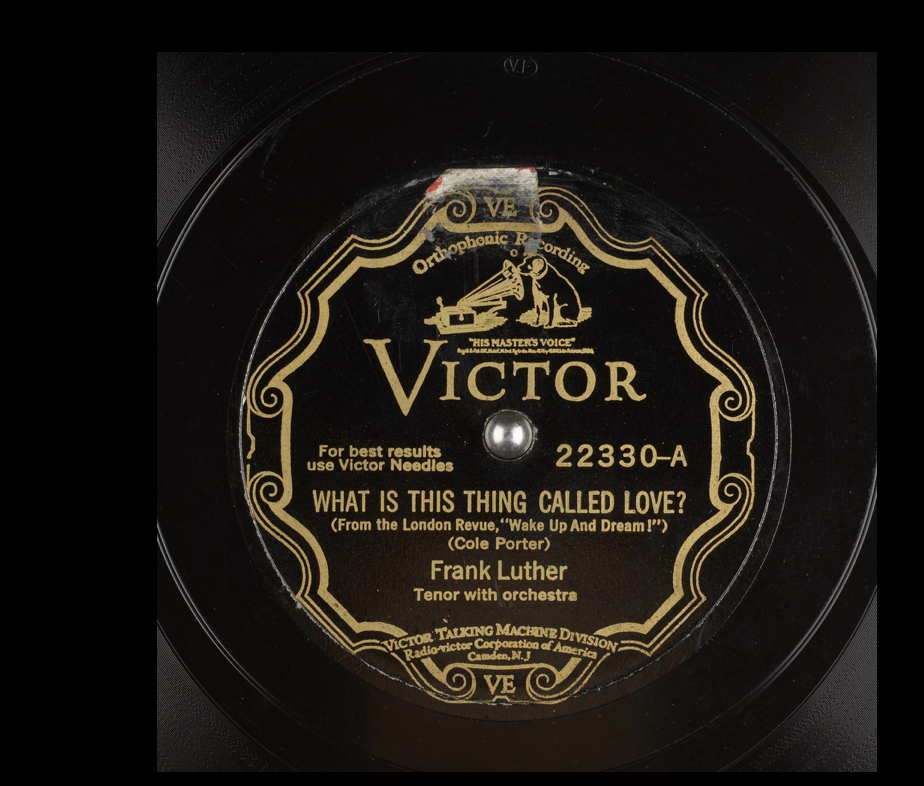 (VE)
VE
Orthophonic Recording
"HIS MASTER'S VOICE"
VICTOR
For best results
use Victor Needles
22330-A
WHAT IS THIS THING CALLED LOVE?
(From the London Revue, "Wake Up And Dream!")
(Cole Porter)
Frank Luther
Tenor with orchestra
VICTOR TALKING MACHINE DIVISION
Radio-Victor Corporation of America
Camden, N.J
VE